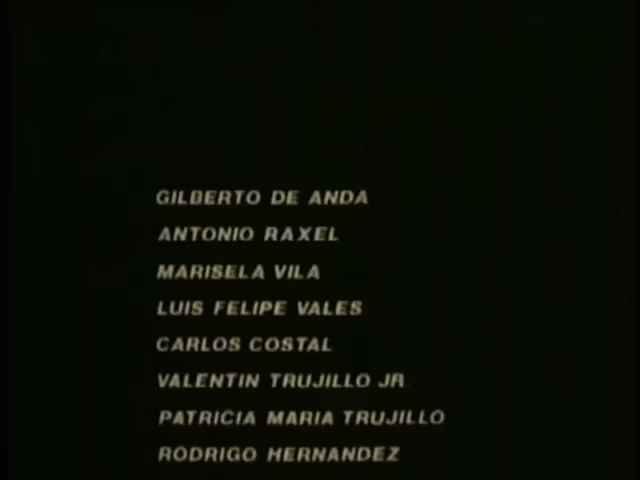 GILBERTO DE ANDA
ANTONIO RAXEL
MARISELA VILA
LUIS FELIPE VALES
CARLOS COSTAL
VALENTIN TRUJILLO JR
PATRICIA MARIA TRUJILLO
RODRIGO HERNANDEZ